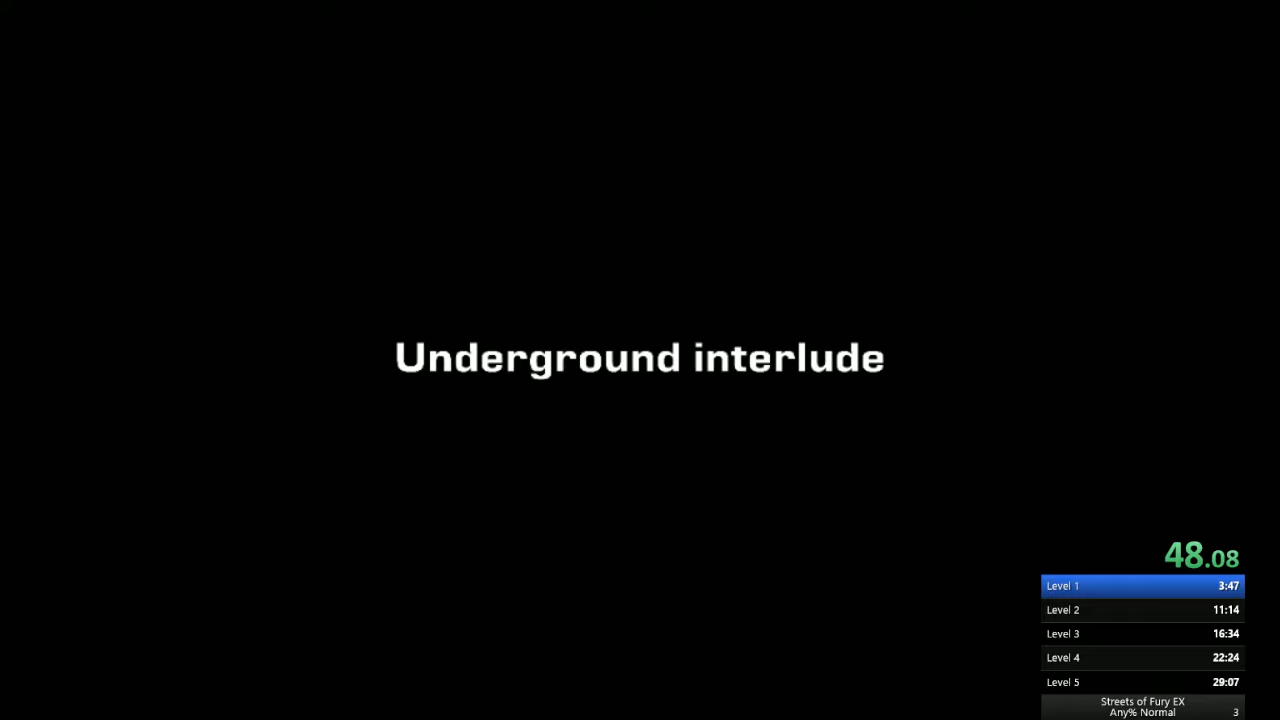 Underground interlude
48.08
Level 1 3:47
Level 2 11:14
Level 3 16:34
Level 4 22:24
Level 5 29:07
Streets of Fury EX
Any% Normal 3